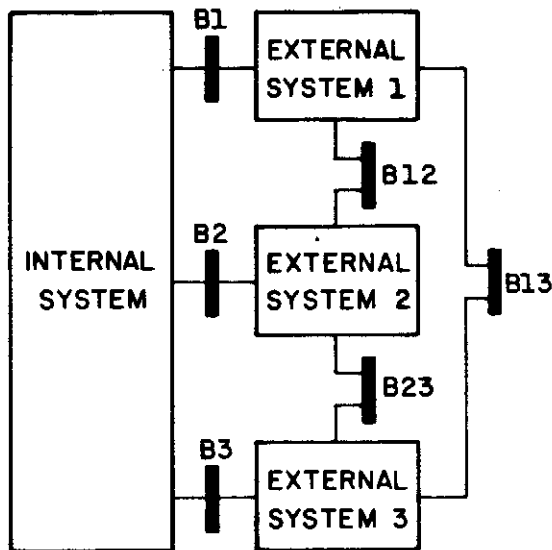 B1
EXTERNAL
SYSTEM 1
B12
B2
INTERNAL
SYSTEM
EXTERNAL
SYSTEM 2
B13
B23
B3
EXTERNAL
SYSTEM 3